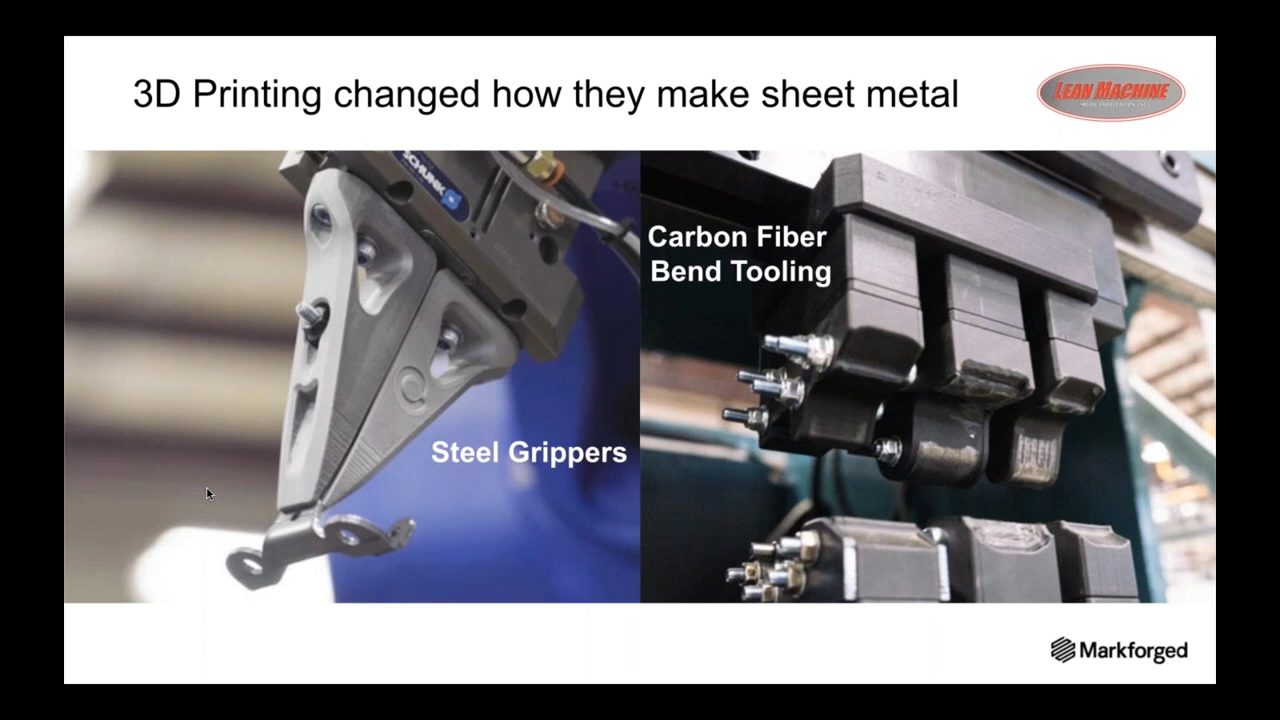 3D Printing changed how they make sheet metal
LEAN MACHINE
SCHUNK
Carbon Fiber
Bend Tooling
Steel Grippers
Markforged